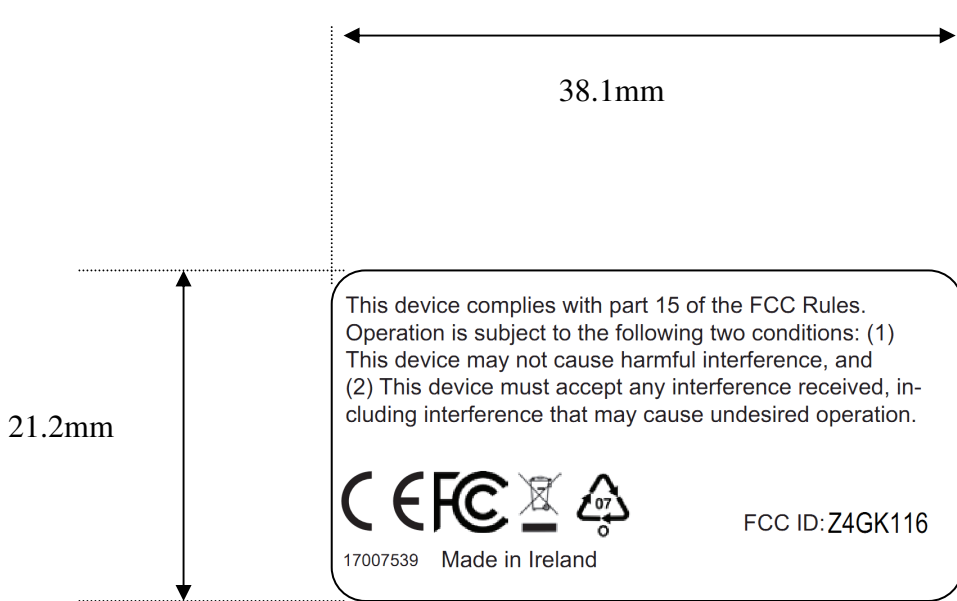 38.1mm
This device complies with part 15 of the FCC Rules.
Operation is subject to the following two conditions: (1)
This device may not cause harmful interference, and
(2) This device must accept any interference received, in-
cluding interference that may cause undesired operation.
21.2mm
CE FC 07
O
FCC ID: Z4GK116
17007539 Made in Ireland